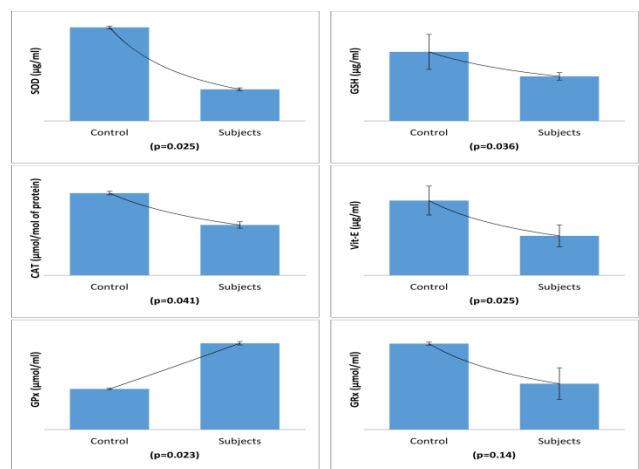 SOD (µg/ml)
Control Subjects
(p=0.025)
GSH (µg/ml)
Control Subjects
(p=0.036)
CAT (µmol/mol of protein)
Control Subjects
(p=0.041)
Vit-E (µg/ml)
Control Subjects
(p=0.025)
GPx (µmol/ml)
Control Subjects
(p=0.023)
GRx (µmol/ml)
Control Subjects
(p=0.14)